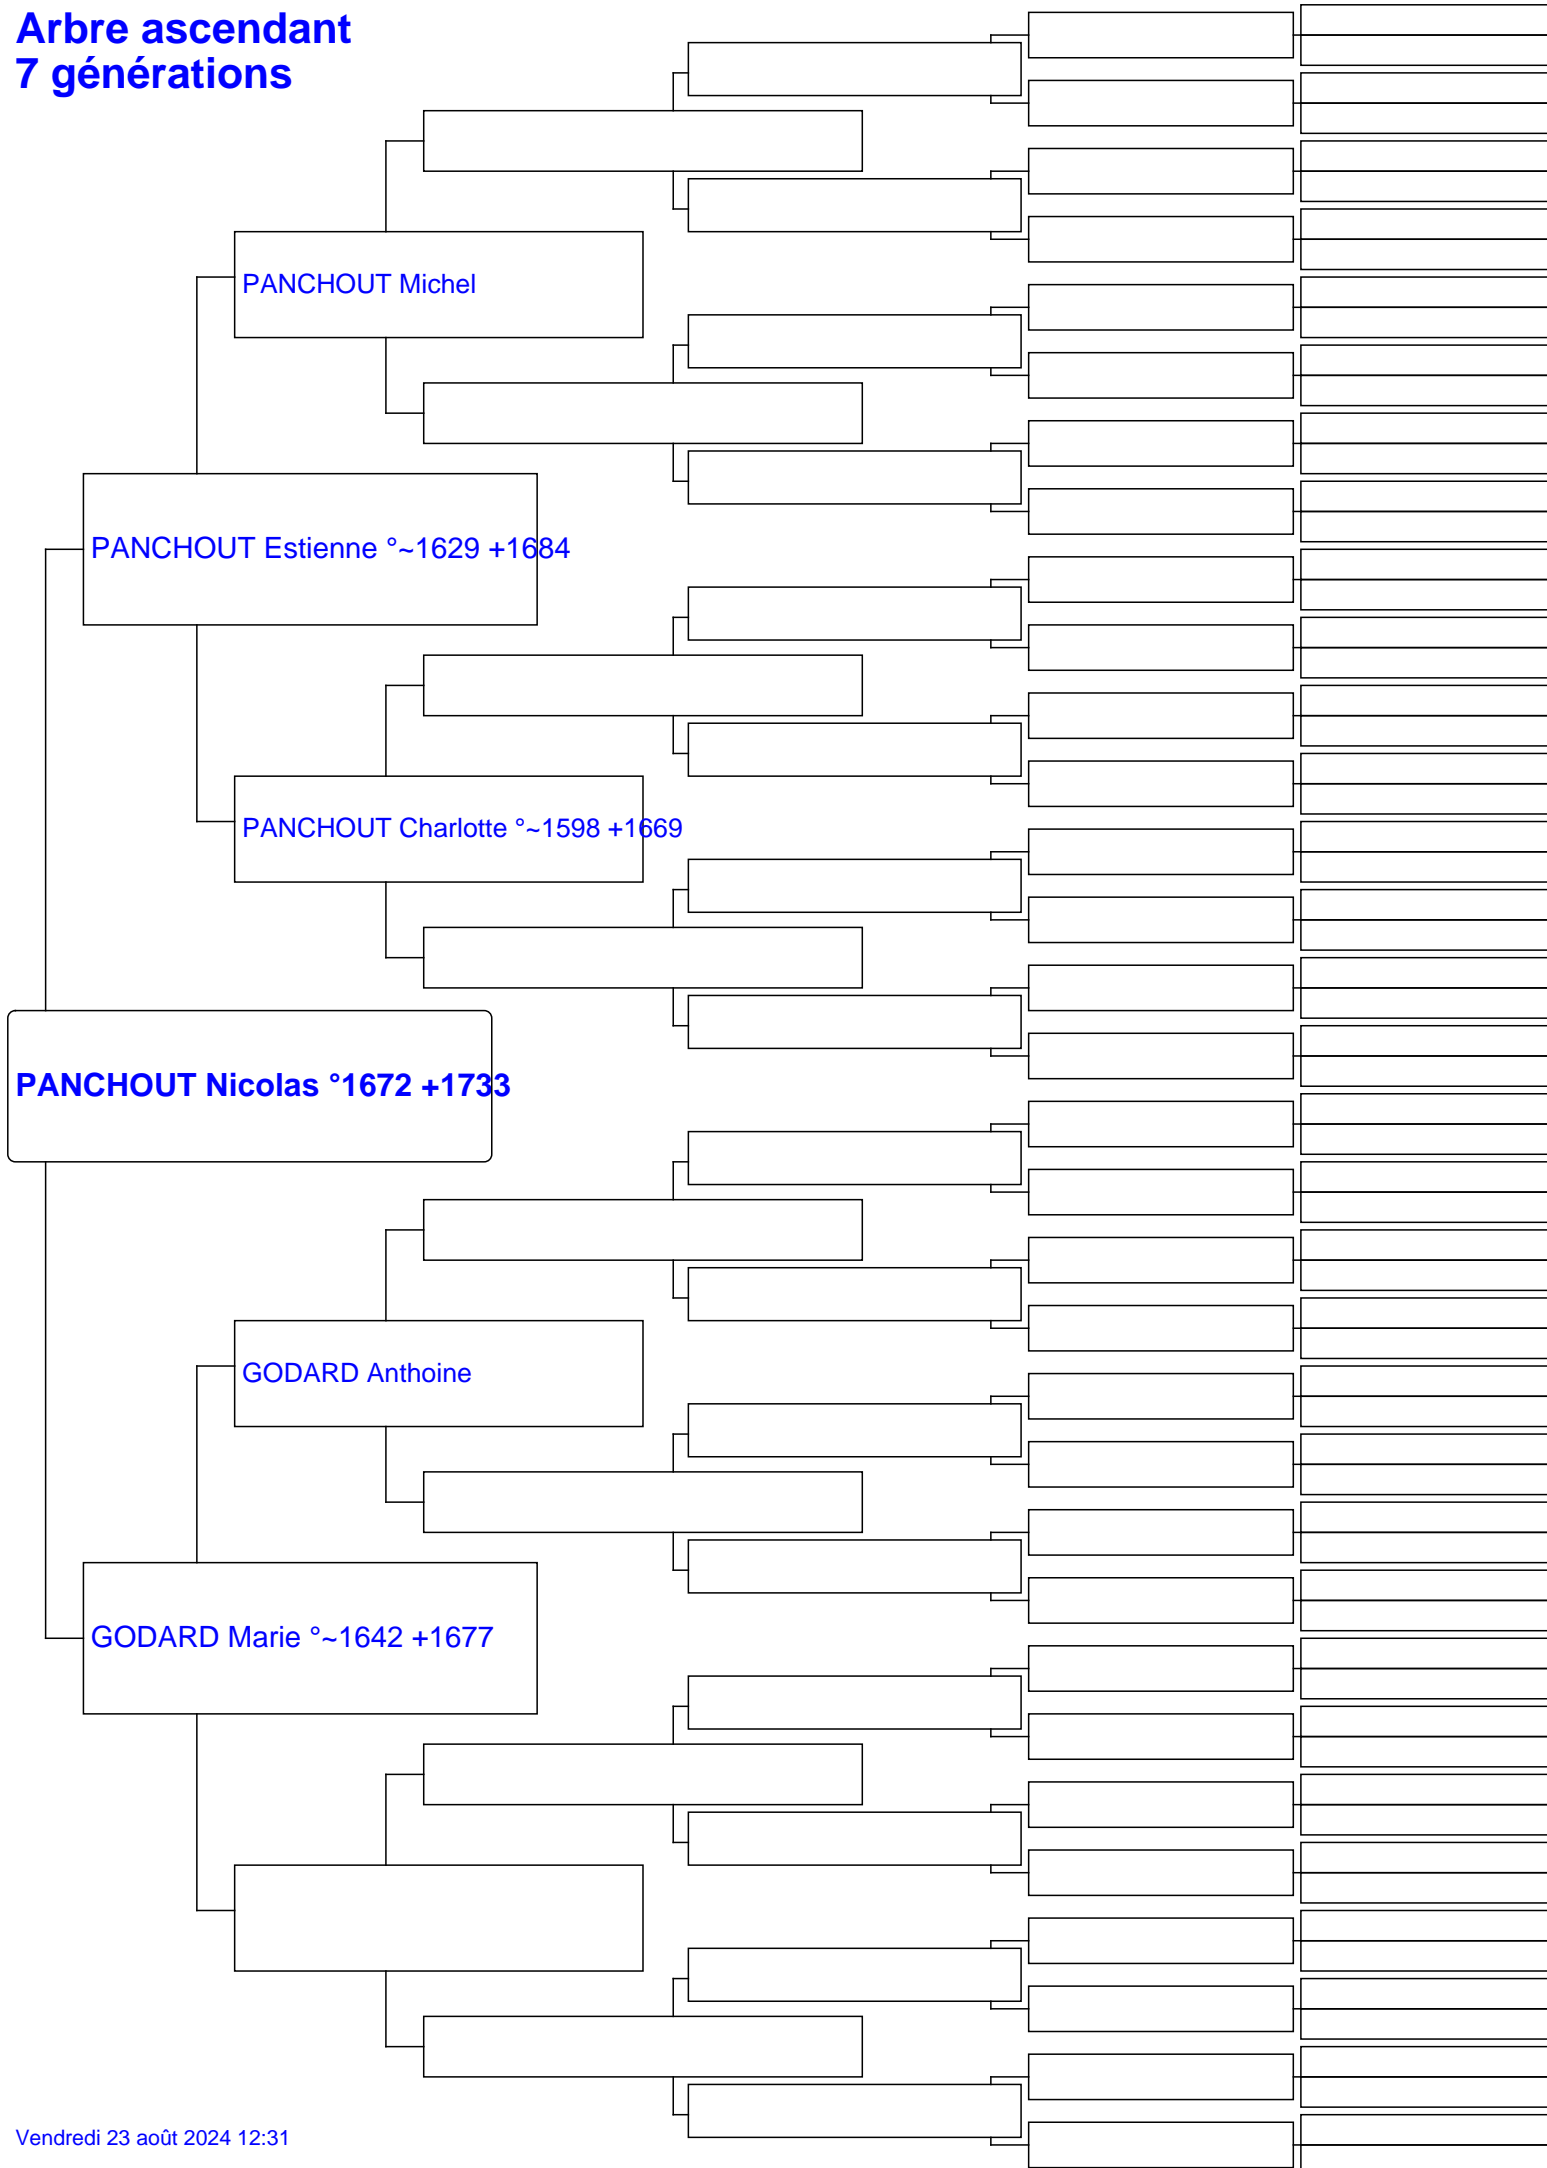 Arbre ascendant
7 générations
PANCHOUT Michel
PANCHOUT Estienne °~1629 +1684
PANCHOUT Charlotte °~1598 +1669
PANCHOUT Nicolas °1672 +1733
GODARD Anthoine
GODARD Marie °~1642 +1677
Vendredi 23 août 2024 12:31